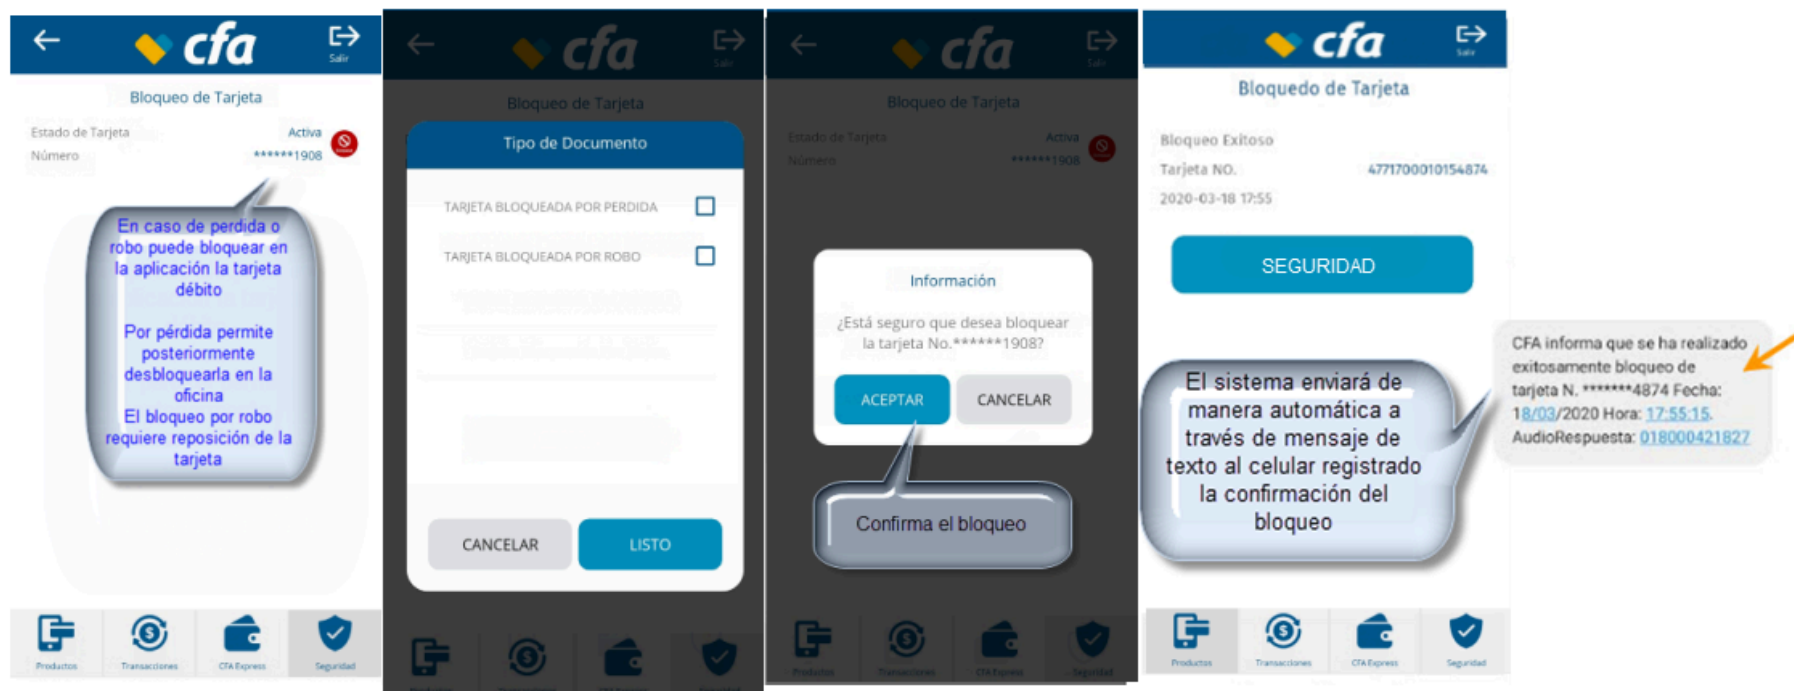 cfa
Salir
Bloqueo de Tarjeta
Estado de Tarjeta Activa
Número ******1908
En caso de perdida o
robo puede bloquear en
la aplicación la tarjeta
débito
Por pérdida permite
posteriormente
desbloquearla en la
oficina
El bloqueo por robo
requiere reposición de la
tarjeta
Productos Transacciones CFA Express Seguridad
cfa
Salir
Bloqueo de Tarjeta
Tipo de Documento
TARJETA BLOQUEADA POR PERDIDA
TARJETA BLOQUEADA POR ROBO
CANCELAR LISTO
cfa
Salir
Bloqueo de Tarjeta
Estado de Tarjeta Activa
Número ******1908
Información
¿Está seguro que desea bloquear
la tarjeta No.******1908?
ACEPTAR CANCELAR
Confirma el bloqueo
Productos Transacciones CFA Express Seguridad
cfa
Salir
Bloquedo de Tarjeta
Bloqueo Exitoso
Tarjeta NO. 4771700010154874
2020-03-18 17:55
SEGURIDAD
El sistema enviará de
manera automática a
través de mensaje de
texto al celular registrado
la confirmación del
bloqueo
Productos Transacciones CFA Express Seguridad
CFA informa que se ha realizado
exitosamente bloqueo de
tarjeta N. *******4874 Fecha:
18/03/2020 Hora: 17:55:15.
AudioRespuesta: 018000421827